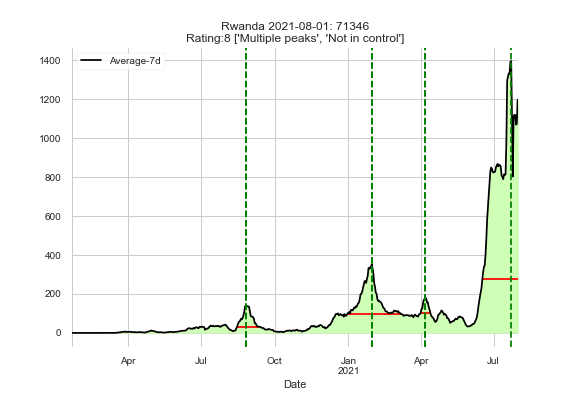 Rwanda 2021-08-01: 71346
Rating:8 ['Multiple peaks', 'Not in control']
Average-7d
1400
1200
1000
800
600
400
200
0
Apr
Jul
Oct
Jan
2021
Apr
Jul
Date